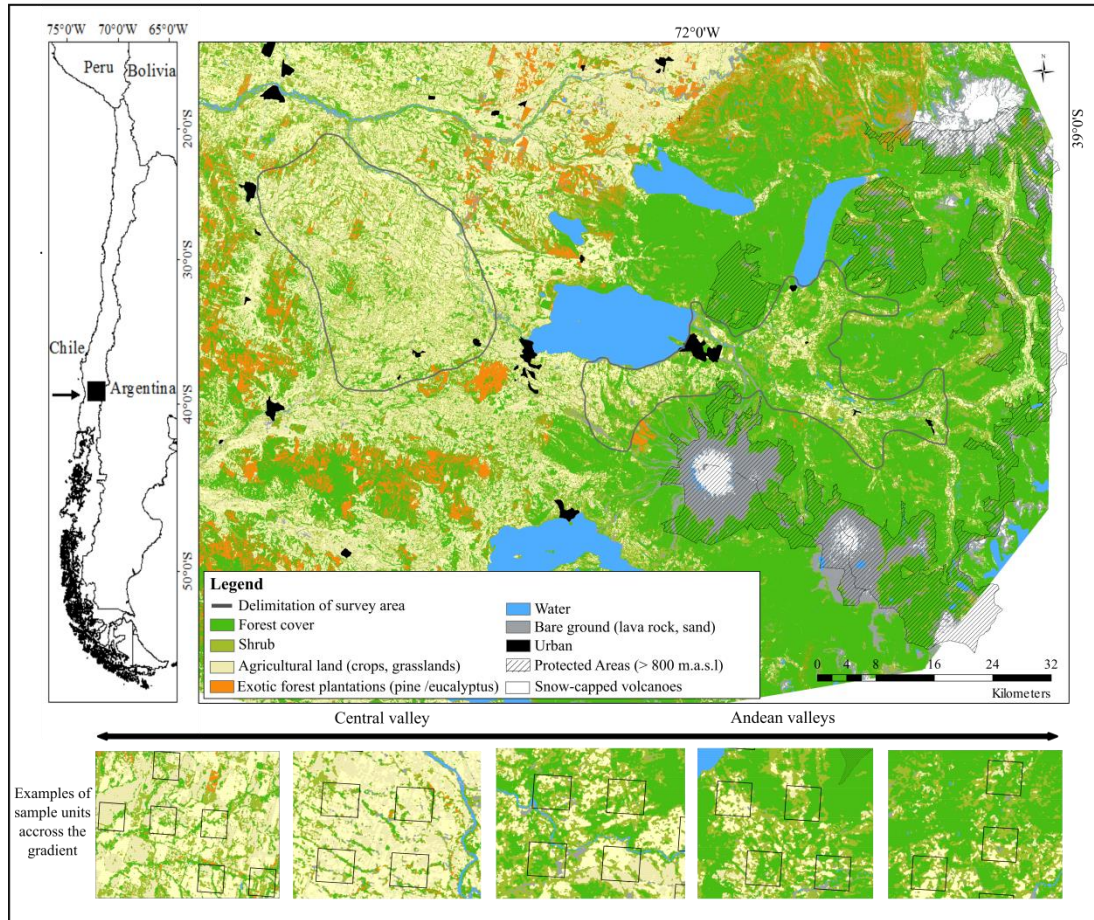 75°0'W 70°0'W 65°0'W
72°0'W
Peru
Bolivia
N
20°0'S
39°0'S
30°0'S
Chile
Argentina
40°0'S
50°0'S
Legend
Delimitation of survey area
Forest cover
Shrub
Agricultural land (crops, grasslands)
Exotic forest plantations (pine /eucalyptus)
Water
Bare ground (lava rock, sand)
Urban
Protected Areas (> 800 m.a.s.l)
Snow-capped volcanoes
0 4 8 16 24 32
Kilometers
Central valley
Andean valleys
Examples of
sample units
accross the
gradient